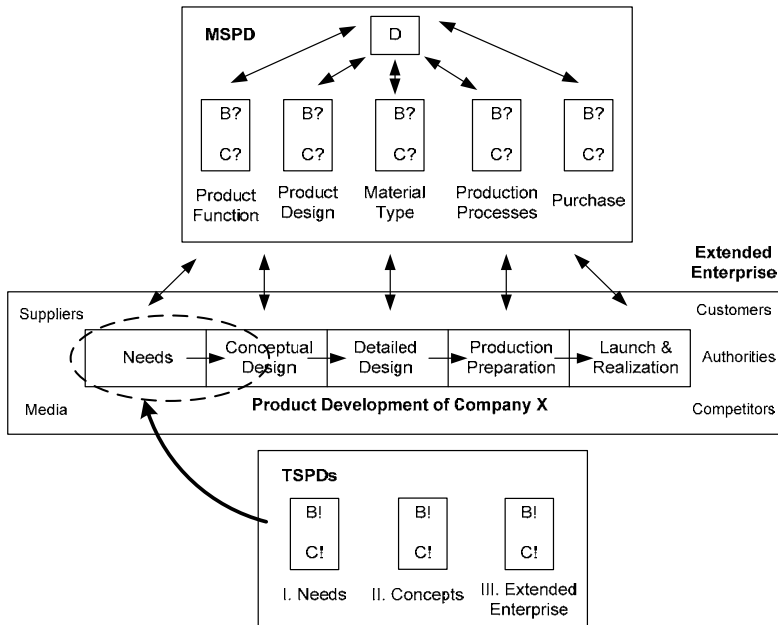 MSPD
D
B? B? B? B? B?
C? C? C? C? C?
Product Function
Product Design
Material Type
Production Processes
Purchase
Extended
Enterprise
Suppliers
Customers
Needs
Conceptual Design
Detailed Design
Production Preparation
Launch & Realization
Authorities
Media
Product Development of Company X
Competitors
TSPDs
B! B! B!
C! C! C!
I. Needs
II. Concepts
III. Extended
Enterprise